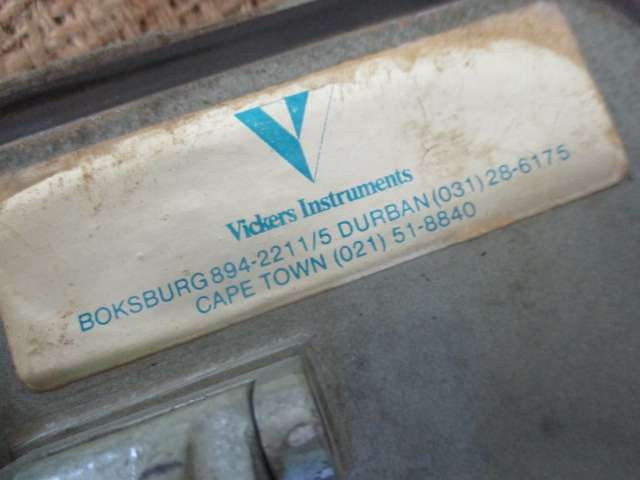 Vickers Instruments
BOKSBURG 894-2211/5 DURBAN (031) 28-6175
CAPE TOWN (021) 51-8840